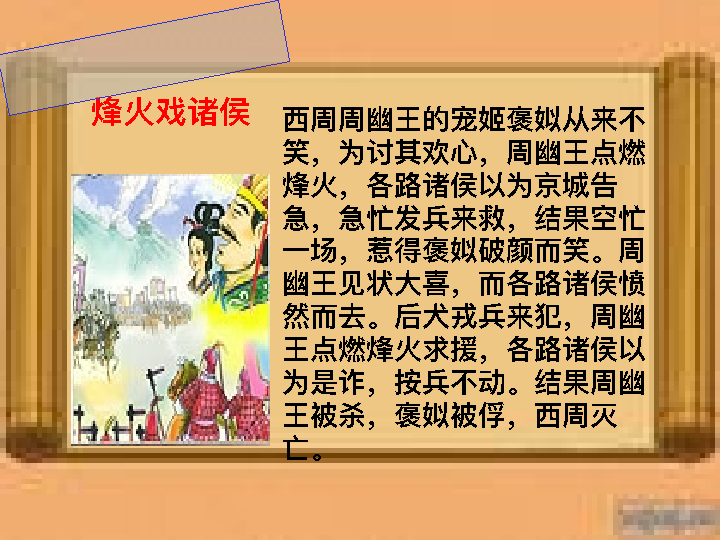 烽火戏诸侯
西周周幽王的宠姬褒姒从来不
笑，为讨其欢心，周幽王点燃
烽火，各路诸侯以为京城告
急，急忙发兵来救，结果空忙
一场，惹得褒姒破颜而笑。周
幽王见状大喜，而各路诸侯愤
然而去。后犬戎兵来犯，周幽
王点燃烽火求援，各路诸侯以
为是诈，按兵不动。结果周幽
王被杀，褒姒被俘，西周灭
亡。